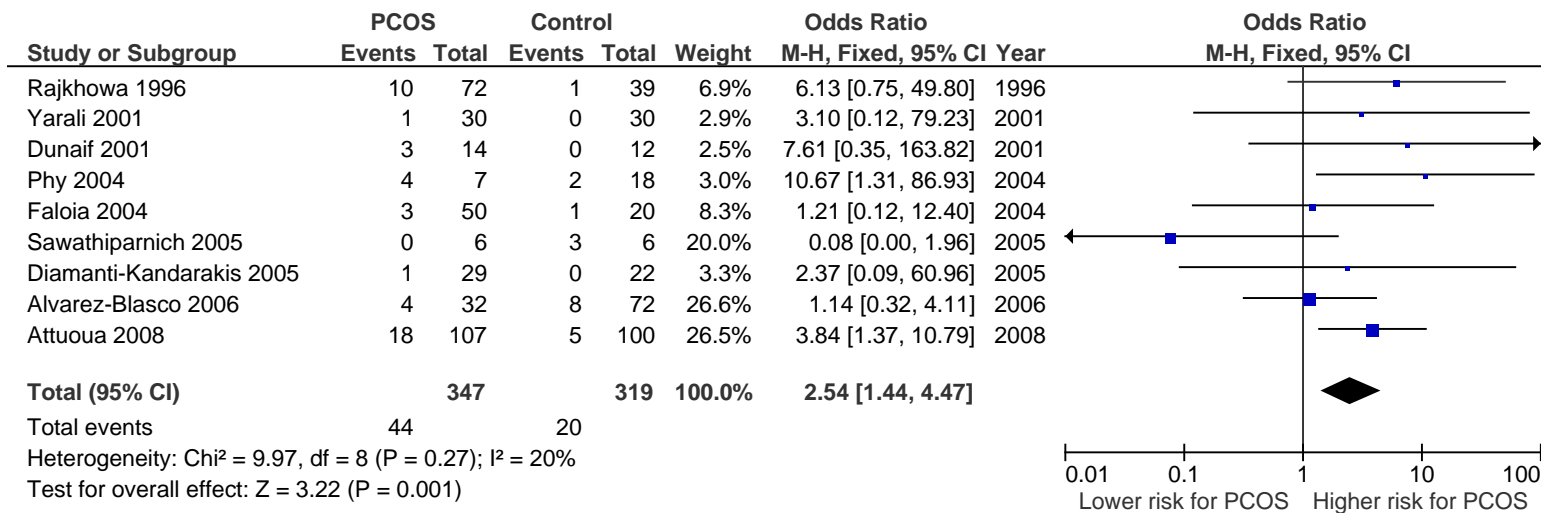 PCOS Control Odds Ratio Odds Ratio
Study or Subgroup Events Total Events Total Weight M-H, Fixed, 95% CI Year M-H, Fixed, 95% CI
Rajkhowa 1996 10 72 1 39 6.9% 6.13 [0.75, 49.80] 1996
Yarali 2001 1 30 0 30 2.9% 3.10 [0.12, 79.23] 2001
Dunaif 2001 3 14 0 12 2.5% 7.61 [0.35, 163.82] 2001
Phy 2004 4 7 2 18 3.0% 10.67 [1.31, 86.93] 2004
Faloia 2004 3 50 1 20 8.3% 1.21 [0.12, 12.40] 2004
Sawathiparnich 2005 0 6 3 6 20.0% 0.08 [0.00, 1.96] 2005
Diamanti-Kandarakis 2005 1 29 0 22 3.3% 2.37 [0.09, 60.96] 2005
Alvarez-Blasco 2006 4 32 8 72 26.6% 1.14 [0.32, 4.11] 2006
Attuoua 2008 18 107 5 100 26.5% 3.84 [1.37, 10.79] 2008
Total (95% CI) 347 319 100.0% 2.54 [1.44, 4.47]
Total events 44 20
Heterogeneity: Chi² = 9.97, df = 8 (P = 0.27); I² = 20%
Test for overall effect: Z = 3.22 (P = 0.001)
0.01 0.1 1 10 100
Lower risk for PCOS Higher risk for PCOS